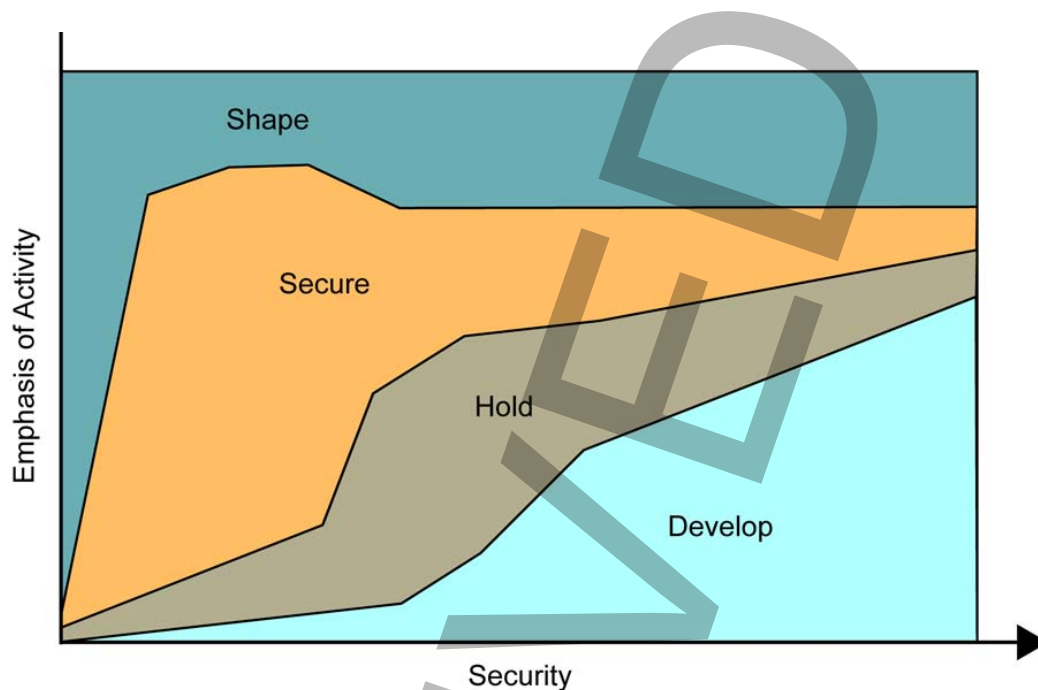 Shape
Secure
Hold
Develop
Emphasis of Activity
Security